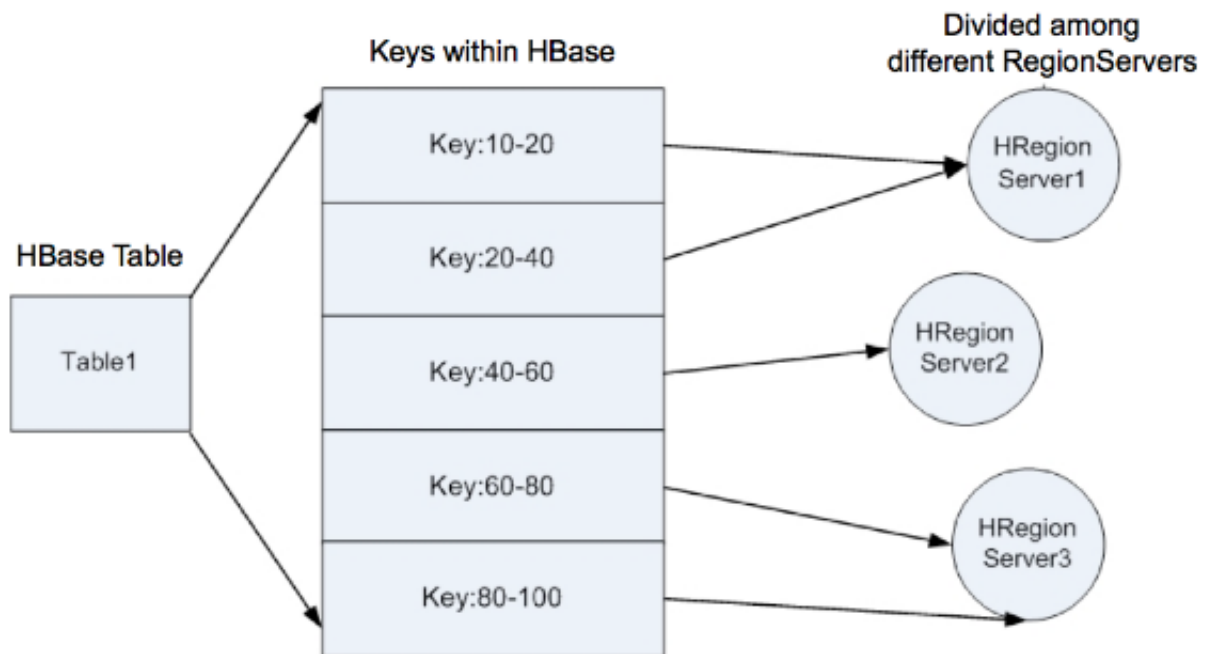 Divided among
different RegionServers
Keys within HBase
Key:10-20
HRegion
Server1
Key:20-40
HBase Table
Table1
Key:40-60
HRegion
Server2
Key:60-80
HRegion
Server3
Key:80-100